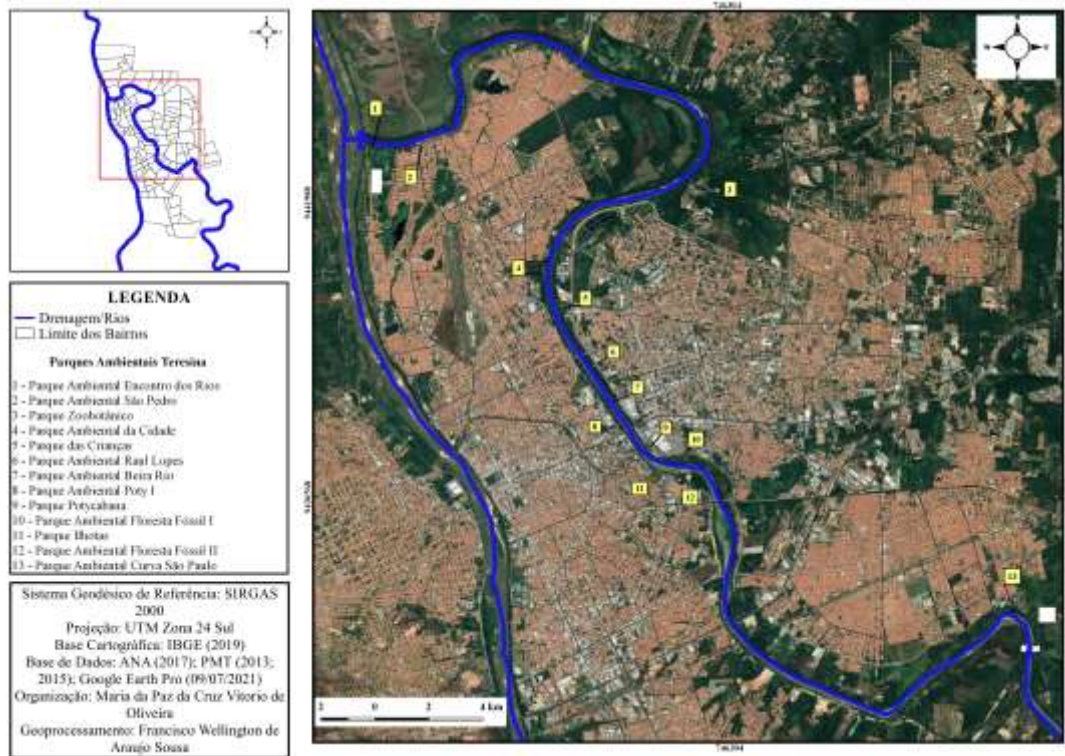 LEGENDA
Drenagem/Rios
Limite dos Bairros
Parques Ambientais Teresina
1 - Parque Ambiental Encontro dos Rios
2 - Parque Ambiental São Pedro
3 - Parque Zoobotânico
4 - Parque Ambiental da Cidade
5 - Parque das Crianças
6 - Parque Ambiental Raul Lopes
7 - Parque Ambiental Beira Rio
8 - Parque Ambiental Poty I
9 - Parque Potycabana
10 - Parque Ambiental Floresta Fóssil I
11 - Parque Ilhotas
12 - Parque Ambiental Floresta Fóssil II
13 - Parque Ambiental Curva São Paulo
Sistema Geodésico de Referência: SIRGAS
2000
Projeção: UTM Zona 24 Sul
Base Cartográfica: IBGE (2019)
Base de Dados: ANA (2017); PMT (2013;
2015); Google Earth Pro (09/07/2021)
Organização: Maria da Paz da Cruz Vitorio de
Oliveira
Geoprocessamento: Francisco Wellington de
Araujo Sousa
1
2
3
4
5
6
7
8
9
10
11
12
13
2 0 2 4 km